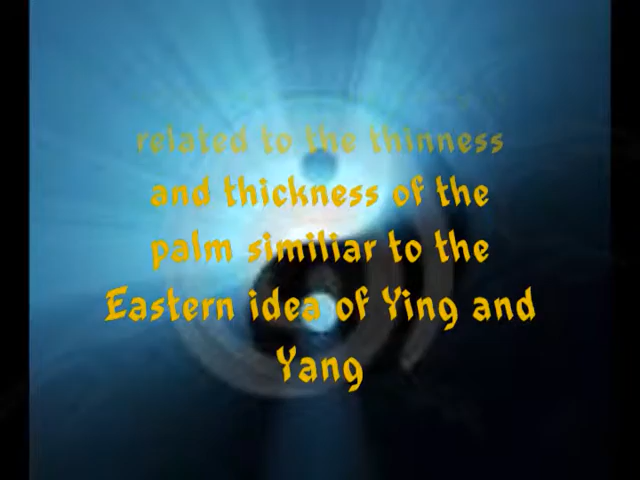 related to the thinness
and thickness of the
palm similiar to the
Eastern idea of Ying and
Yang